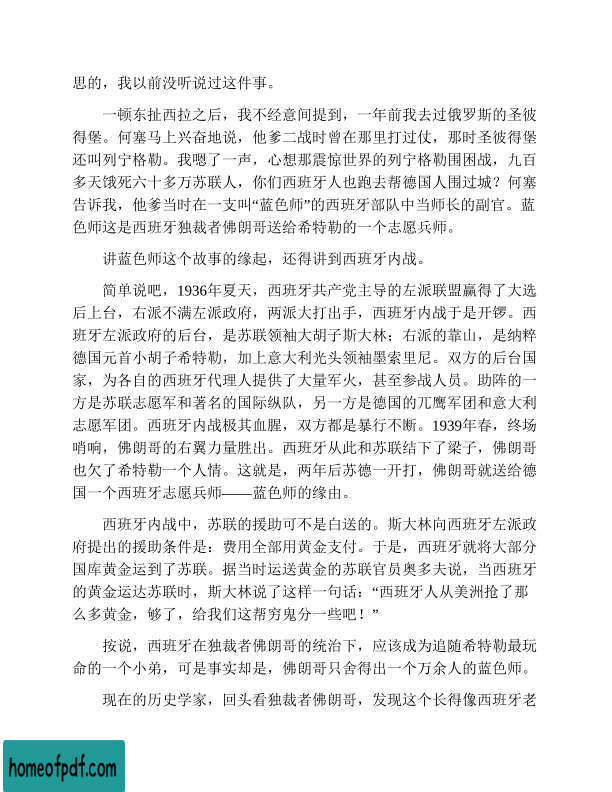 思的，我以前没听说过这件事。
一顿东扯西拉之后，我不经意间提到，一年前我去过俄罗斯的圣彼
得堡。何塞马上兴奋地说，他爹二战时曾在那里打过仗，那时圣彼得堡
还叫列宁格勒。我嗯了一声，心想那震惊世界的列宁格勒围困战，九百
多天饿死六十多万苏联人，你们西班牙人也跑去帮德国人围过城？何塞
告诉我，他爹当时在一支叫“蓝色师”的西班牙部队中当师长的副官。蓝
色师这是西班牙独裁者佛朗哥送给希特勒的一个志愿兵师。
讲蓝色师这个故事的缘起，还得讲到西班牙内战。
简单说吧，1936年夏天，西班牙共产党主导的左派联盟赢得了大选
后上台，右派不满左派政府，两派大打出手，西班牙内战于是开锣。西
班牙左派政府的后台，是苏联领袖大胡子斯大林；右派的靠山，是纳粹
德国元首小胡子希特勒，加上意大利光头领袖墨索里尼。双方的后台国
家，为各自的西班牙代理人提供了大量军火，甚至参战人员。助阵的一
方是苏联志愿军和著名的国际纵队，另一方是德国的兀鹰军团和意大利
志愿军团。西班牙内战极其血腥，双方都是暴行不断。1939年春，终场
哨响，佛朗哥的右翼力量胜出。西班牙从此和苏联结下了梁子，佛朗哥
也欠了希特勒一个人情。这就是，两年后苏德一开打，佛朗哥就送给德
国一个西班牙志愿兵师——蓝色师的缘由。
西班牙内战中，苏联的援助可不是白送的。斯大林向西班牙左派政
府提出的援助条件是：费用全部用黄金支付。于是，西班牙就将大部分
国库黄金运到了苏联。据当时运送黄金的苏联官员奥多夫说，当西班牙
的黄金运达苏联时，斯大林说了这样一句话：“西班牙人从美洲抢了那
么多黄金，够了，给我们这帮穷鬼分一些吧！”
按说，西班牙在独裁者佛朗哥的统治下，应该成为追随希特勒最玩
命的一个小弟，可是事实却是，佛朗哥只舍得出一个万余人的蓝色师。
现在的历史学家，回头看独裁者佛朗哥，发现这个长得像西班牙老
homeofpdf.com